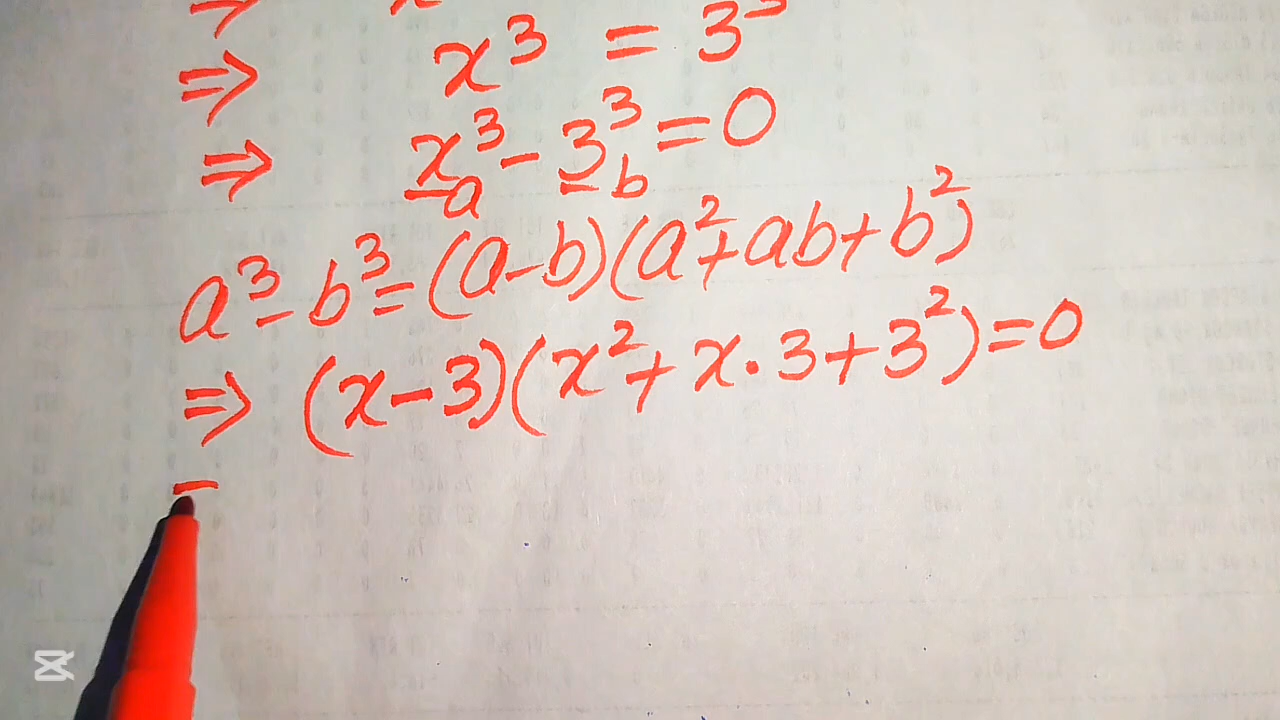 ⇒ x
⇒ x³ = 3³
⇒ x³ - 3³ = 0
a b
a³ - b³ = (a-b)(a²+ab+b²)
⇒ (x-3)(x²+x·3+3²)=0